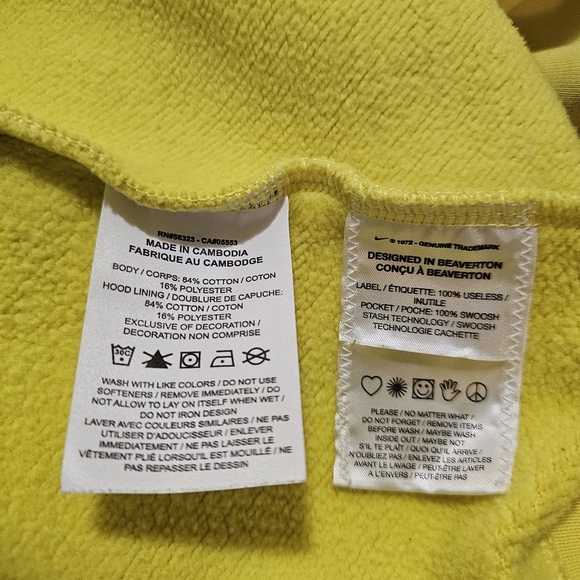 RN#56323 - CA#05553
MADE IN CAMBODIA
FABRIQUE AU CAMBODGE
BODY / CORPS: 84% COTTON / COTON
16% POLYESTER
HOOD LINING / DOUBLURE DE CAPUCHE:
84% COTTON / COTON
16% POLYESTER
EXCLUSIVE OF DECORATION /
DECORATION NON COMPRISE
30C
WASH WITH LIKE COLORS / DO NOT USE
SOFTENERS / REMOVE IMMEDIATELY / DO
NOT ALLOW TO LAY ON ITSELF WHEN WET /
DO NOT IRON DESIGN
LAVER AVEC COULEURS SIMILAIRES / NE PAS
UTILISER D'ADOUCISSEUR / ENLEVER
IMMÉDIATEMENT / NE PAS LAISSER LE
VÊTEMENT PLIÉ LORSQU'IL EST MOUILLÉ / NE
PAS REPASSER LE DESSIN
® 1972 - GENUINE TRADEMARK
DESIGNED IN BEAVERTON
CONÇU À BEAVERTON
LABEL / ÉTIQUETTE: 100% USELESS /
INUTILE
POCKET / POCHE: 100% SWOOSH
STASH TECHNOLOGY / SWOOSH
TECHNOLOGIE CACHETTE
PLEASE / NO MATTER WHAT /
DO NOT FORGET / REMOVE ITEMS
BEFORE WASH / MAYBE WASH
INSIDE OUT / MAYBE NOT
S'IL TE PLAÎT / QUOI QU'IL ARRIVE /
N'OUBLIEZ PAS / ENLEVEZ LES ARTICLES
AVANT LE LAVAGE / PEUT-ÊTRE LAVER
A L'ENVERS / PEUT-ÊTRE PAS